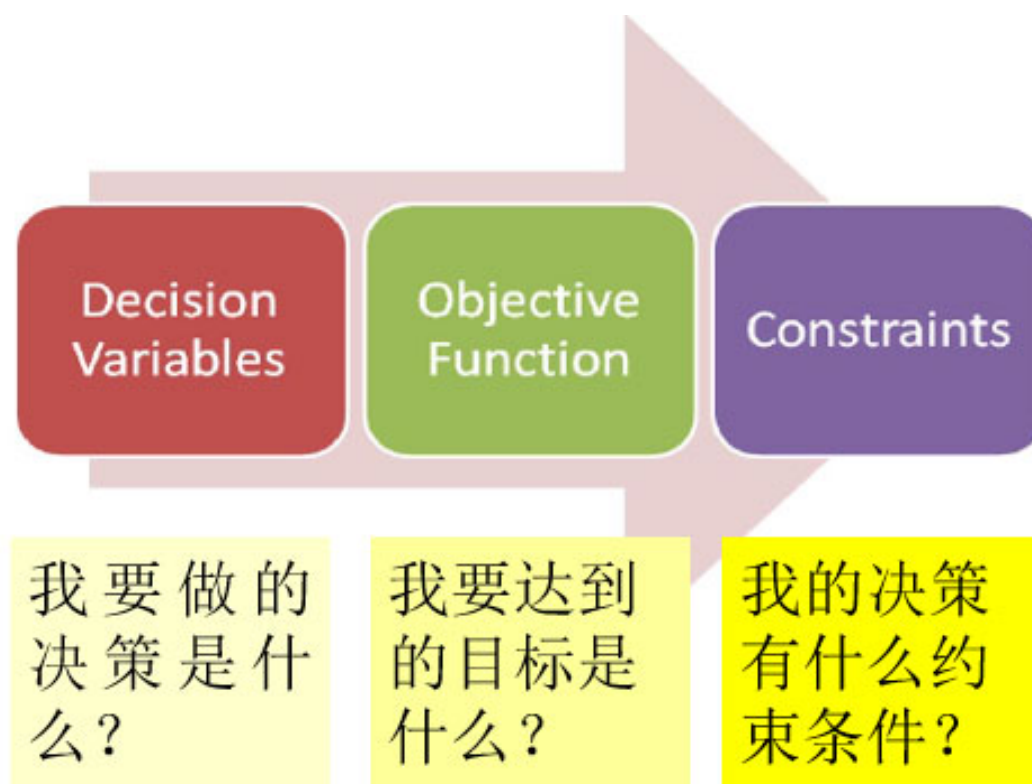 Decision
Variables
Objective
Function
Constraints
我要做的
决策是什
么？
我要达到
的目标是
什么？
我的决策
有什么约
束条件？